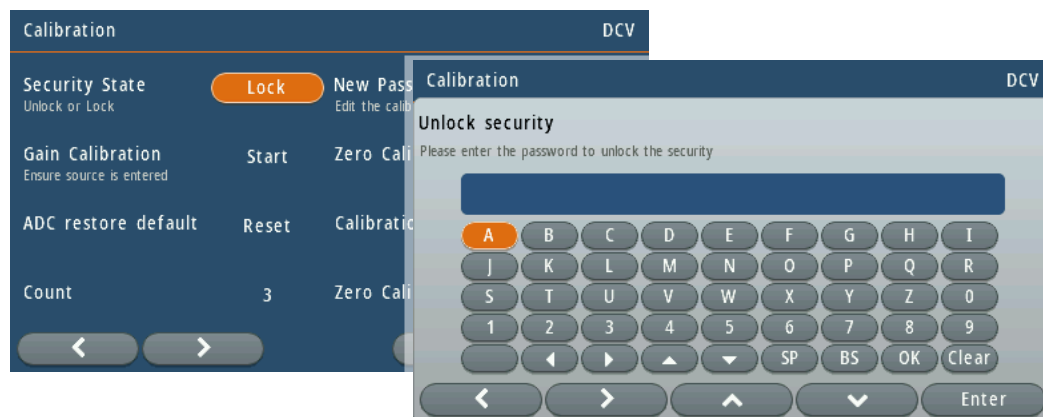 Calibration DCV
Security State Lock New Pass
Unlock or Lock Edit the calib
Gain Calibration Start Zero Cali
Ensure source is entered
ADC restore default Reset Calibratic
Count 3 Zero Cali
Calibration DCV
Unlock security
Please enter the password to unlock the security
A B C D E F G H I
J K L M N O P Q R
S T U V W X Y Z 0
1 2 3 4 5 6 7 8 9
SP BS OK Clear
Enter